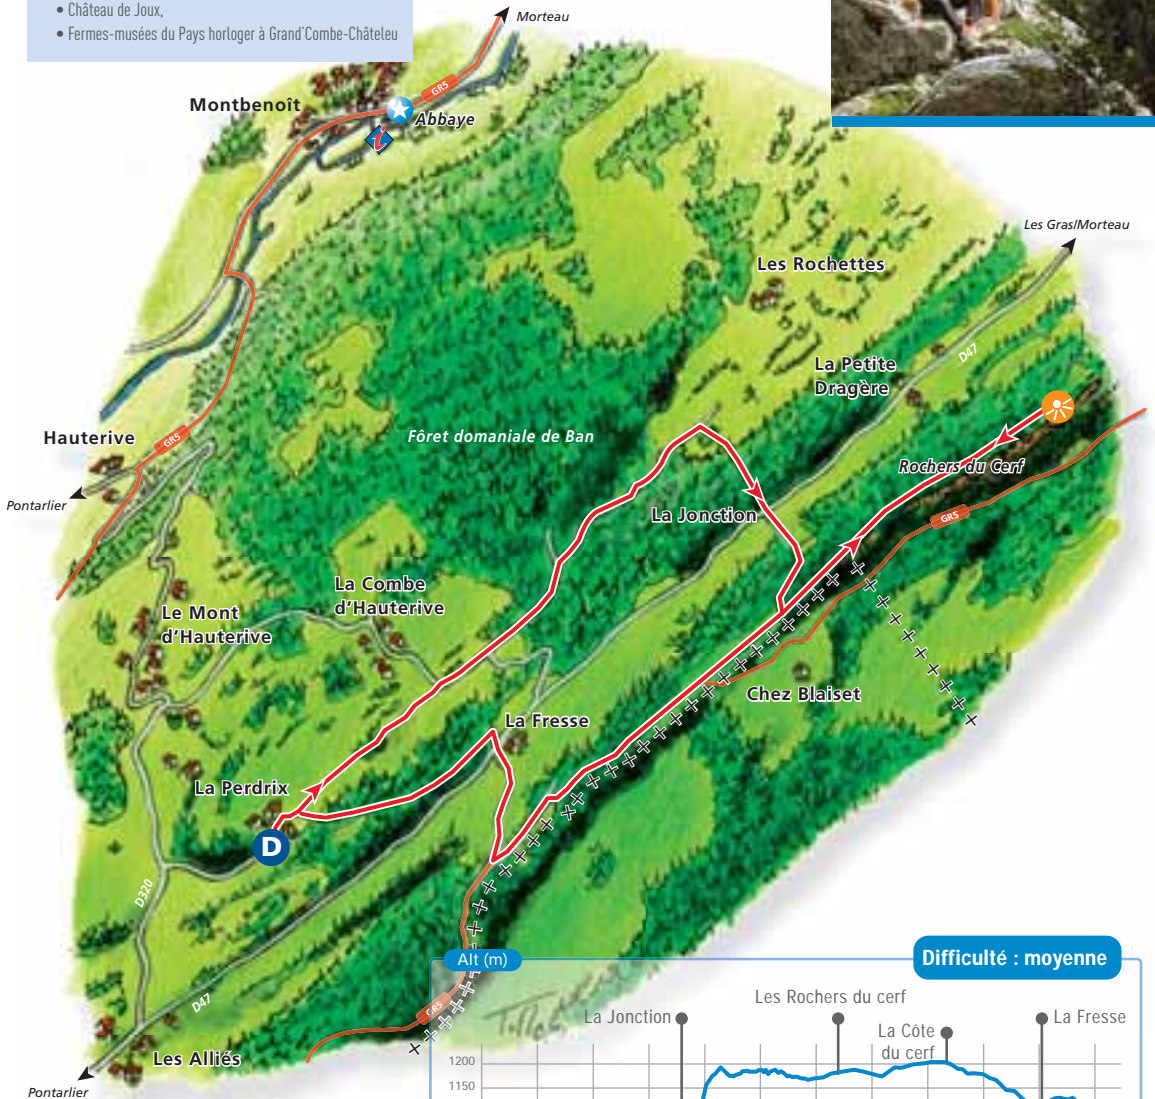 • Château de Joux,
• Fermes-musées du Pays horloger à Grand'Combe-Châteleu
Morteau
GR5
Montbenoît
Abbaye
i
Les Gras/Morteau
Les Rochettes
D47
La Petite
Dragère
Hauterive
GR5
Fôret domaniale de Ban
Rochers du Cerf
Pontarlier
La Jonction
GR5
La Combe
d'Hauterive
Le Mont
d'Hauterive
Chez Blaiset
La Fresse
La Perdrix
D
D320
D47
GR5
Les Alliés
Pontarlier
Alt (m)
Difficulté : moyenne
Les Rochers du cerf
La Jonction
La Fresse
La Côte
du cerf
1200
1150